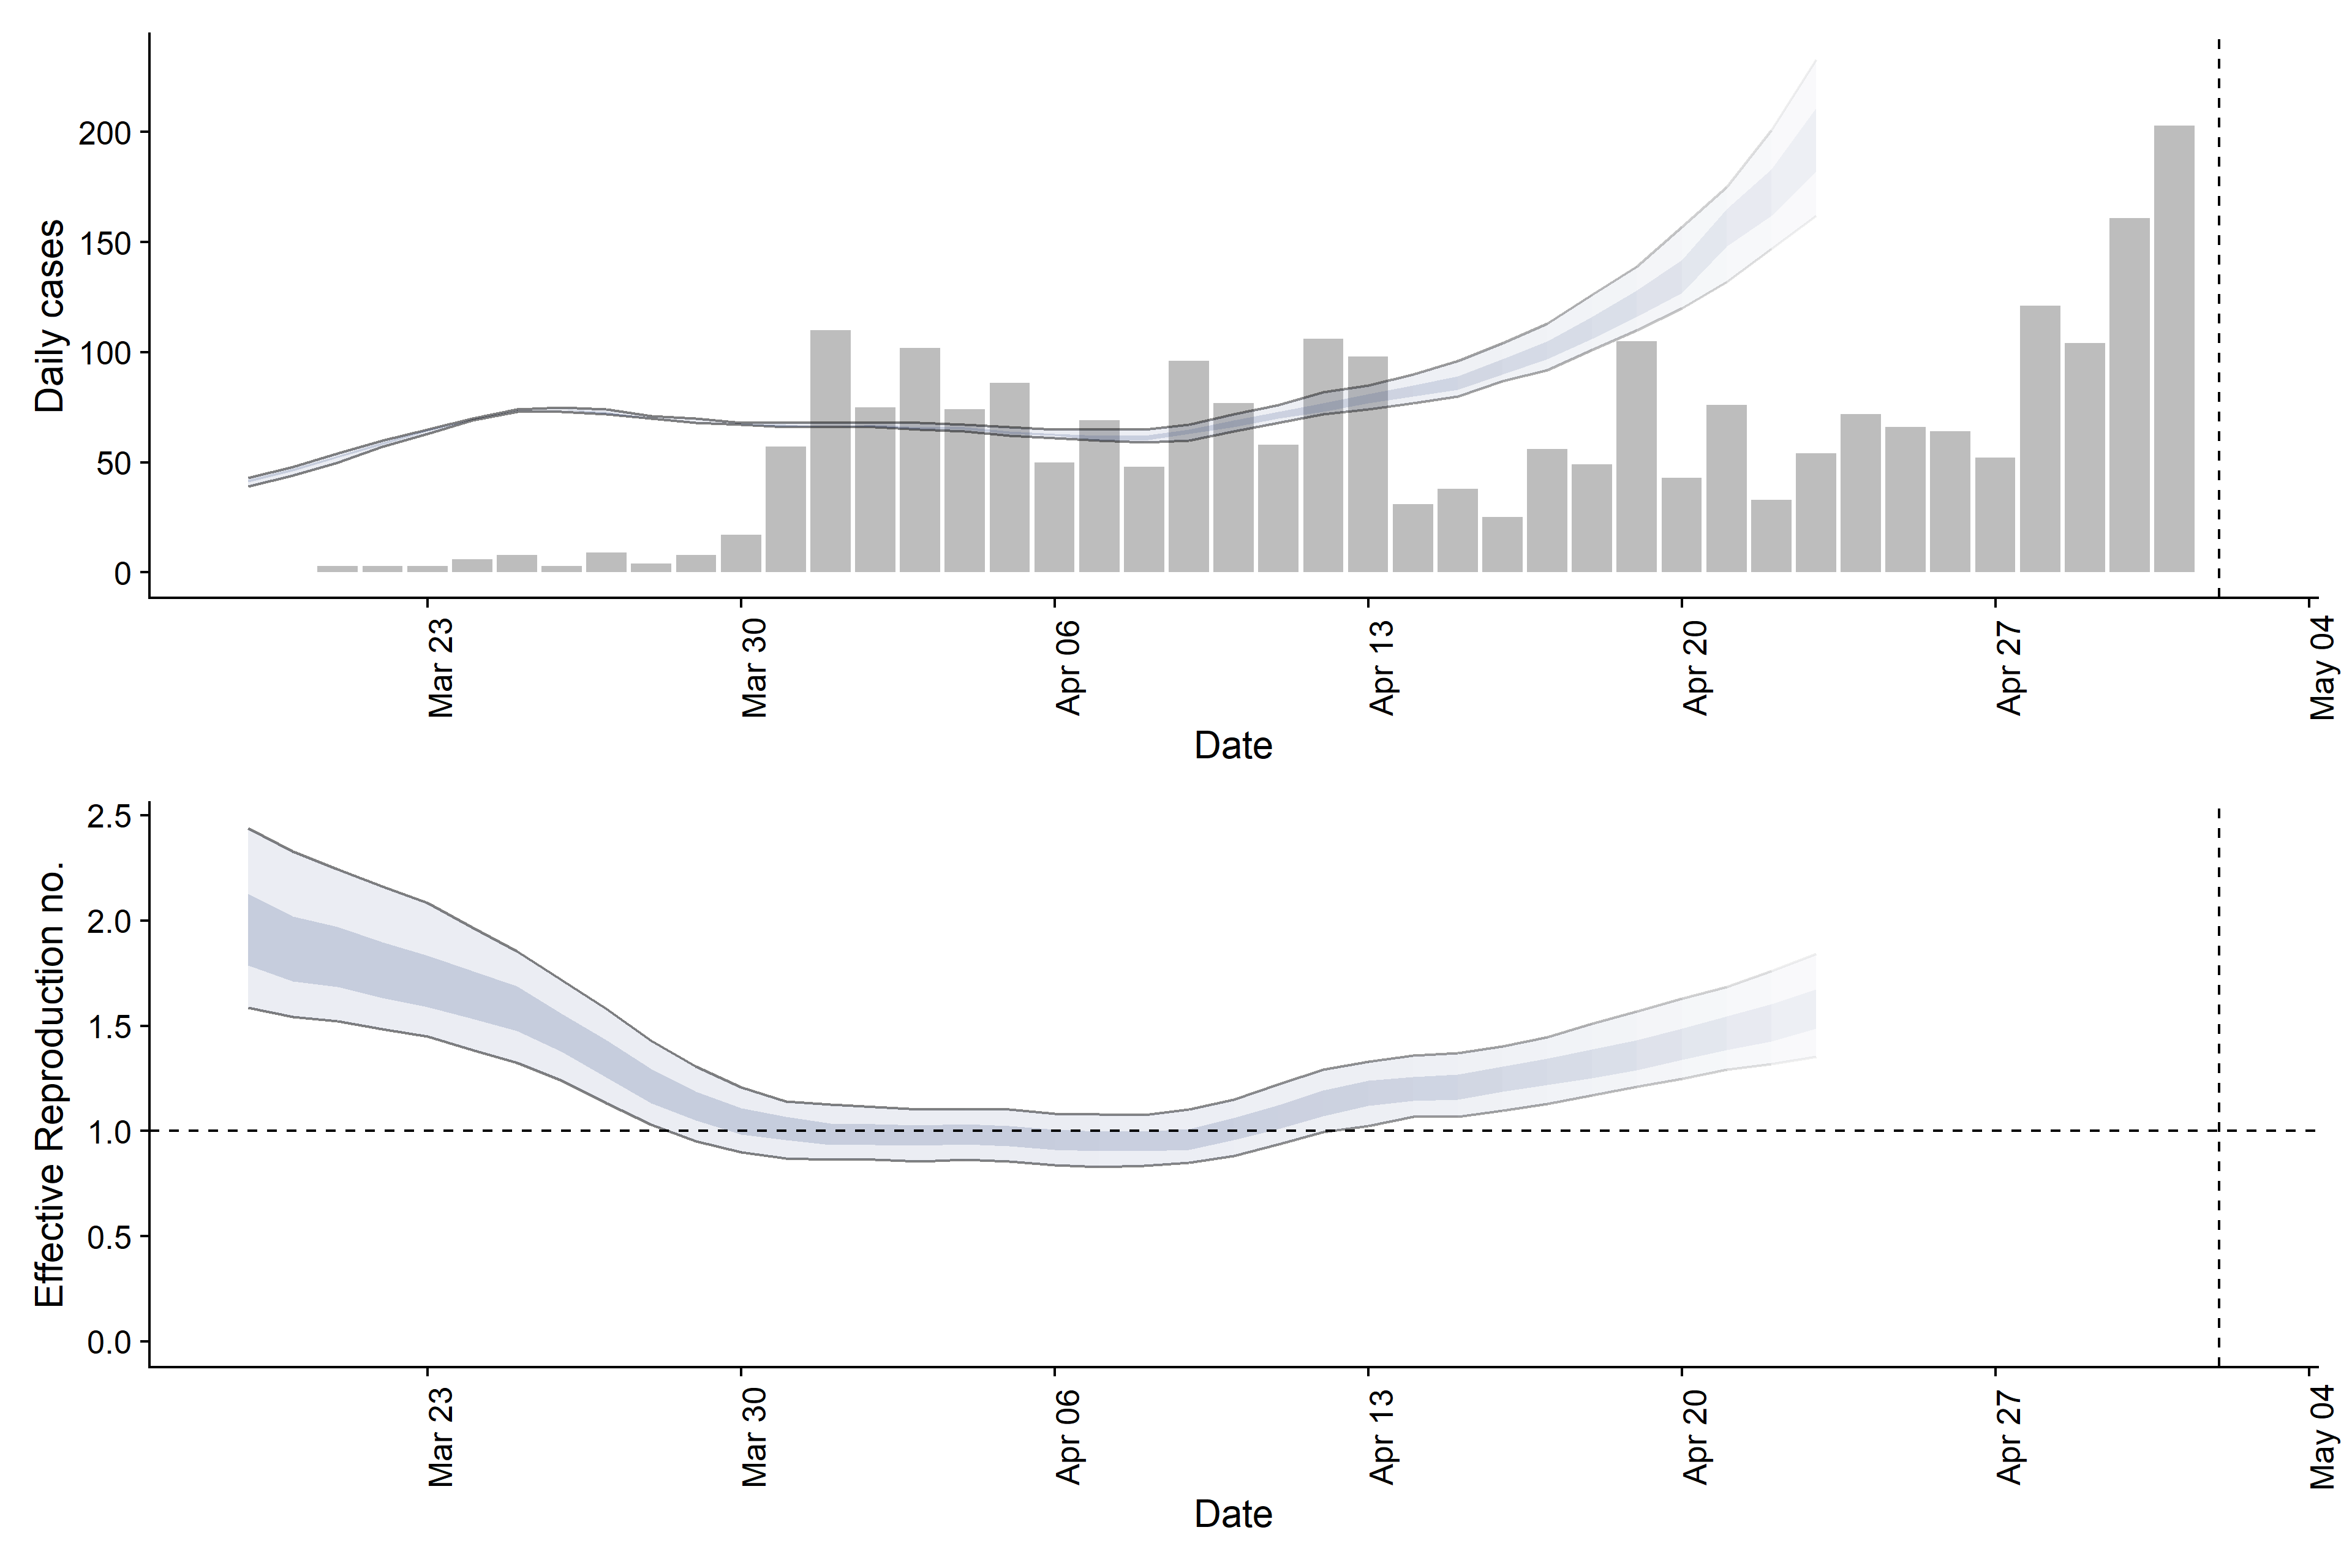 Daily cases
200
150
100
50
0
Mar 23
Mar 30
Apr 06
Apr 13
Apr 20
Apr 27
May 04
Date
Effective Reproduction no.
2.5
2.0
1.5
1.0
0.5
0.0
Mar 23
Mar 30
Apr 06
Apr 13
Apr 20
Apr 27
May 04
Date